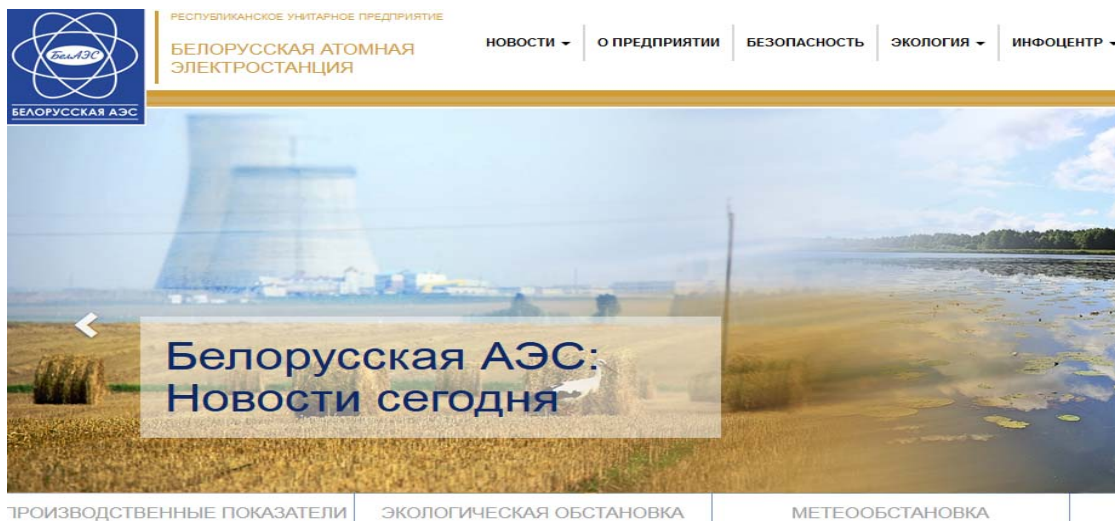 БелАЭС
БЕЛОРУССКАЯ АЭС
РЕСПУБЛИКАНСКОЕ УНИТАРНОЕ ПРЕДПРИЯТИЕ
БЕЛОРУССКАЯ АТОМНАЯ
ЭЛЕКТРОСТАНЦИЯ
НОВОСТИ О ПРЕДПРИЯТИИ БЕЗОПАСНОСТЬ ЭКОЛОГИЯ ИНФОЦЕНТР
Белорусская АЭС:
Новости сегодня
ПРОИЗВОДСТВЕННЫЕ ПОКАЗАТЕЛИ ЭКОЛОГИЧЕСКАЯ ОБСТАНОВКА МЕТЕООБСТАНОВКА